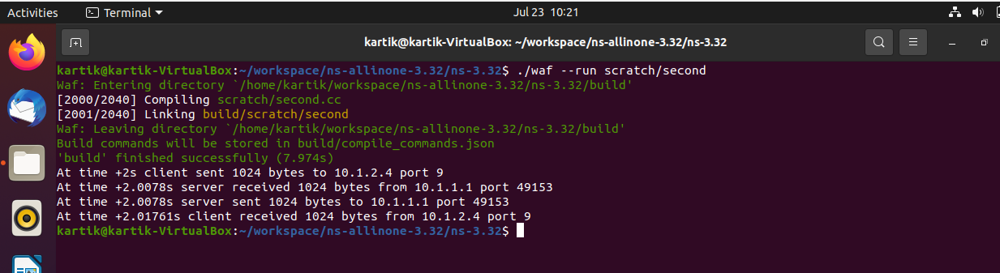 Activities
Terminal
Jul 23 10:21
kartik@kartik-VirtualBox: ~/workspace/ns-allinone-3.32/ns-3.32
kartik@kartik-VirtualBox:~/workspace/ns-allinone-3.32/ns-3.32$ ./waf --run scratch/second
Waf: Entering directory `/home/kartik/workspace/ns-allinone-3.32/ns-3.32/build'
[2000/2040] Compiling scratch/second.cc
[2001/2040] Linking build/scratch/second
Waf: Leaving directory `/home/kartik/workspace/ns-allinone-3.32/ns-3.32/build'
Build commands will be stored in build/compile_commands.json
'build' finished successfully (7.974s)
At time +2s client sent 1024 bytes to 10.1.2.4 port 9
At time +2.0078s server received 1024 bytes from 10.1.1.1 port 49153
At time +2.0078s server sent 1024 bytes to 10.1.1.1 port 49153
At time +2.01761s client received 1024 bytes from 10.1.2.4 port 9
kartik@kartik-VirtualBox:~/workspace/ns-allinone-3.32/ns-3.32$